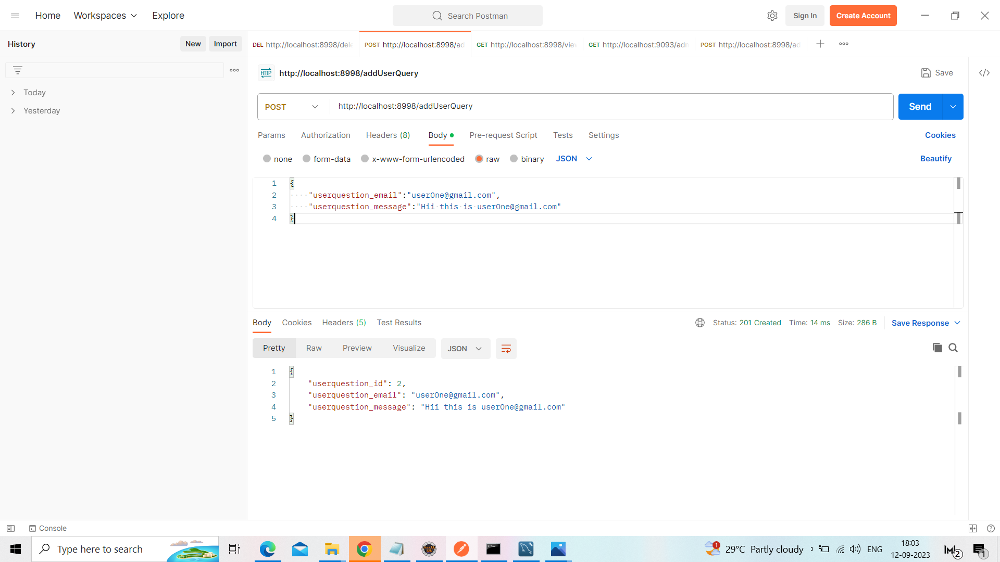 Home
Workspaces
Explore
Search Postman
Sign In
Create Account
History
New
Import
DEL http://localhost:8998/dele
POST http://localhost:8998/ad
GET http://localhost:8998/vie
GET http://localhost:9093/adm
POST http://localhost:8998/ad
HTTP http://localhost:8998/addUserQuery
Save
</>
Today
Yesterday
POST
http://localhost:8998/addUserQuery
Send
Params
Authorization
Headers (8)
Body
Pre-request Script
Tests
Settings
Cookies
none
form-data
x-www-form-urlencoded
raw
binary
JSON
Beautify
1 {
2 "userquestion_email":"userOne@gmail.com",
3 "userquestion_message":"Hii this is userOne@gmail.com"
4 }
Body
Cookies
Headers (5)
Test Results
Status: 201 Created
Time: 14 ms
Size: 286 B
Save Response
Pretty
Raw
Preview
Visualize
JSON
1 {
2 "userquestion_id": 2,
3 "userquestion_email": "userOne@gmail.com",
4 "userquestion_message": "Hii this is userOne@gmail.com"
5 }
Console
Type here to search
1
29°C Partly cloudy
ENG
18:03
12-09-2023
2
1